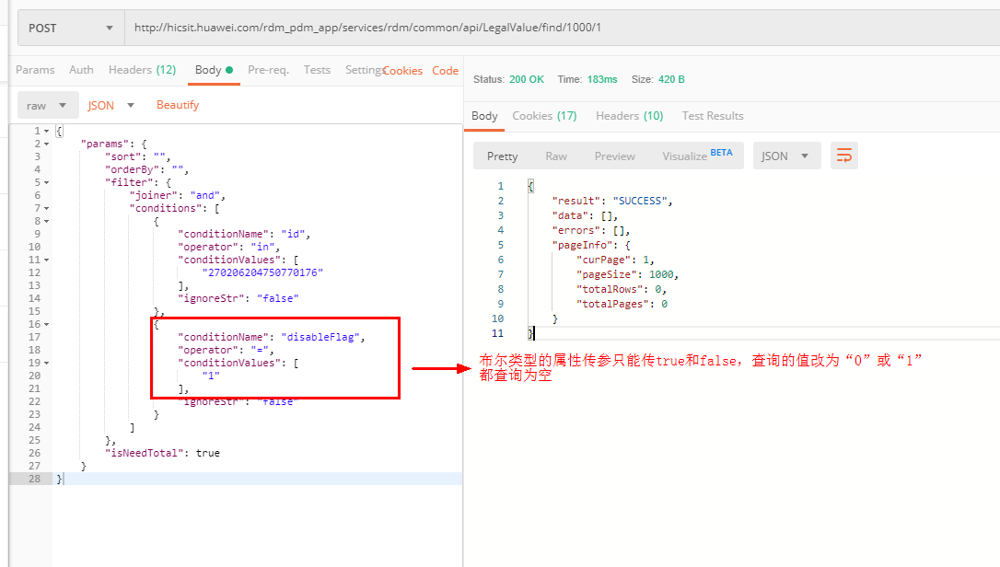 POST http://hicsit.huawei.com/rdm_pdm_app/services/rdm/common/api/LegalValue/find/1000/1
Params Auth Headers (12) Body Pre-req. Tests Settings Cookies Code
raw JSON Beautify
1 {
2 "params": {
3 "sort": "",
4 "orderBy": "",
5 "filter": {
6 "joiner": "and",
7 "conditions": [
8 {
9 "conditionName": "id",
10 "operator": "in",
11 "conditionValues": [
12 "270206204750770176"
13 ],
14 "ignoreStr": "false"
15 },
16 {
17 "conditionName": "disableFlag",
18 "operator": "=",
19 "conditionValues": [
20 "1"
21 ],
22 "ignoreStr": "false"
23 }
24 ]
25 },
26 "isNeedTotal": true
27 }
28 }
Status: 200 OK Time: 183ms Size: 420 B
Body Cookies (17) Headers (10) Test Results
Pretty Raw Preview Visualize BETA JSON
1 {
2 "result": "SUCCESS",
3 "data": [],
4 "errors": [],
5 "pageInfo": {
6 "curPage": 1,
7 "pageSize": 1000,
8 "totalRows": 0,
9 "totalPages": 0
10 }
11 }
布尔类型的属性传参只能传true和false，查询的值改为“0”或“1”
都查询为空